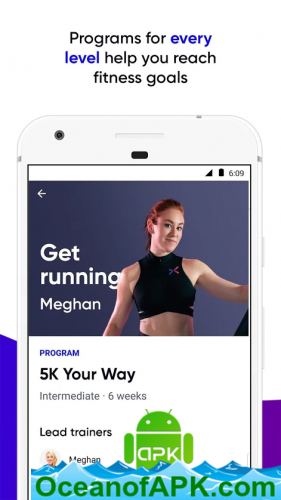 Programs for every
level help you reach
fitness goals
6:09
Get
running
Meghan
PROGRAM
5K Your Way
Intermediate · 6 weeks
Lead trainers
Meghan
APK
OceanofAPK.com